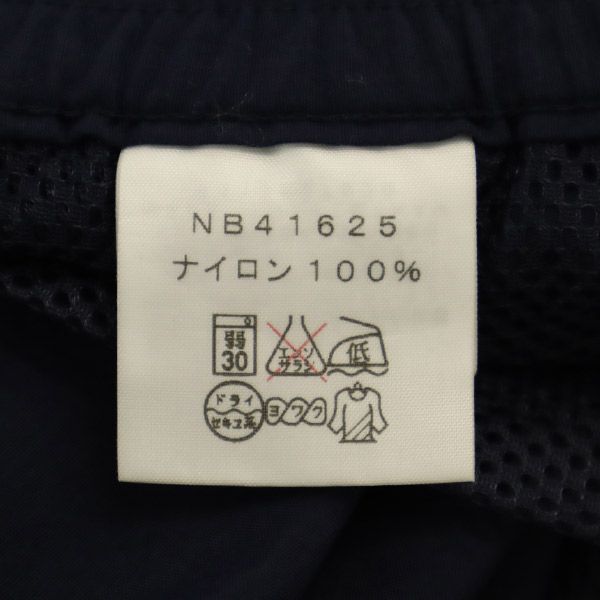 NB41625
ナイロン100%
弱
30
エンソ
サラシ
低
ドライ
セキユ系
ヨワク